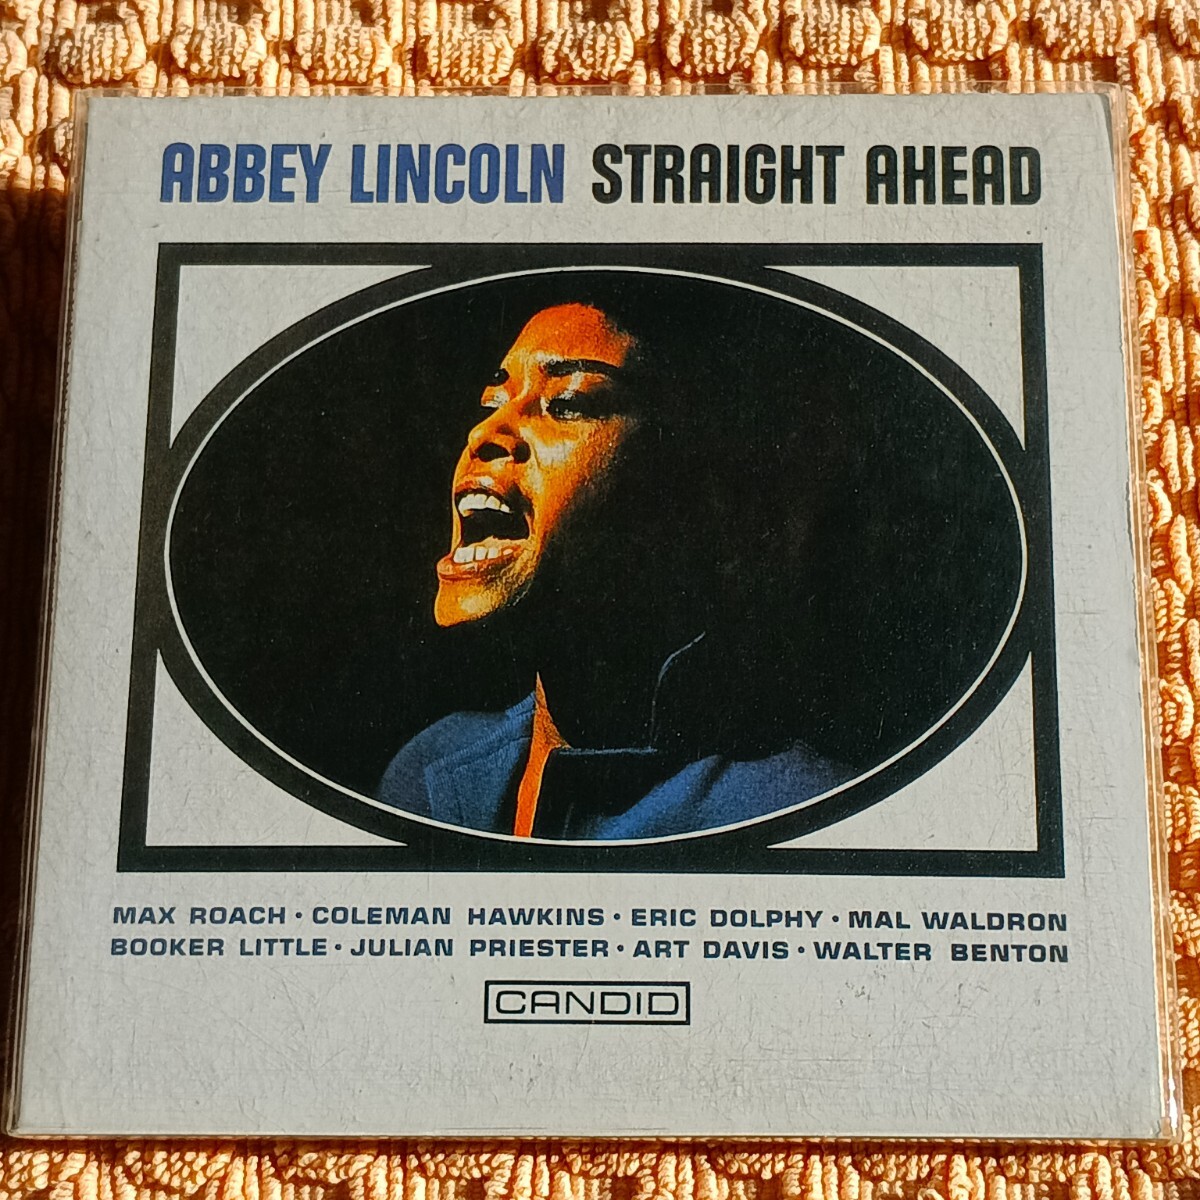 ABBEY LINCOLN STRAIGHT AHEAD
MAX ROACH • COLEMAN HAWKINS • ERIC DOLPHY • MAL WALDRON
BOOKER LITTLE • JULIAN PRIESTER • ART DAVIS • WALTER BENTON
CANDID